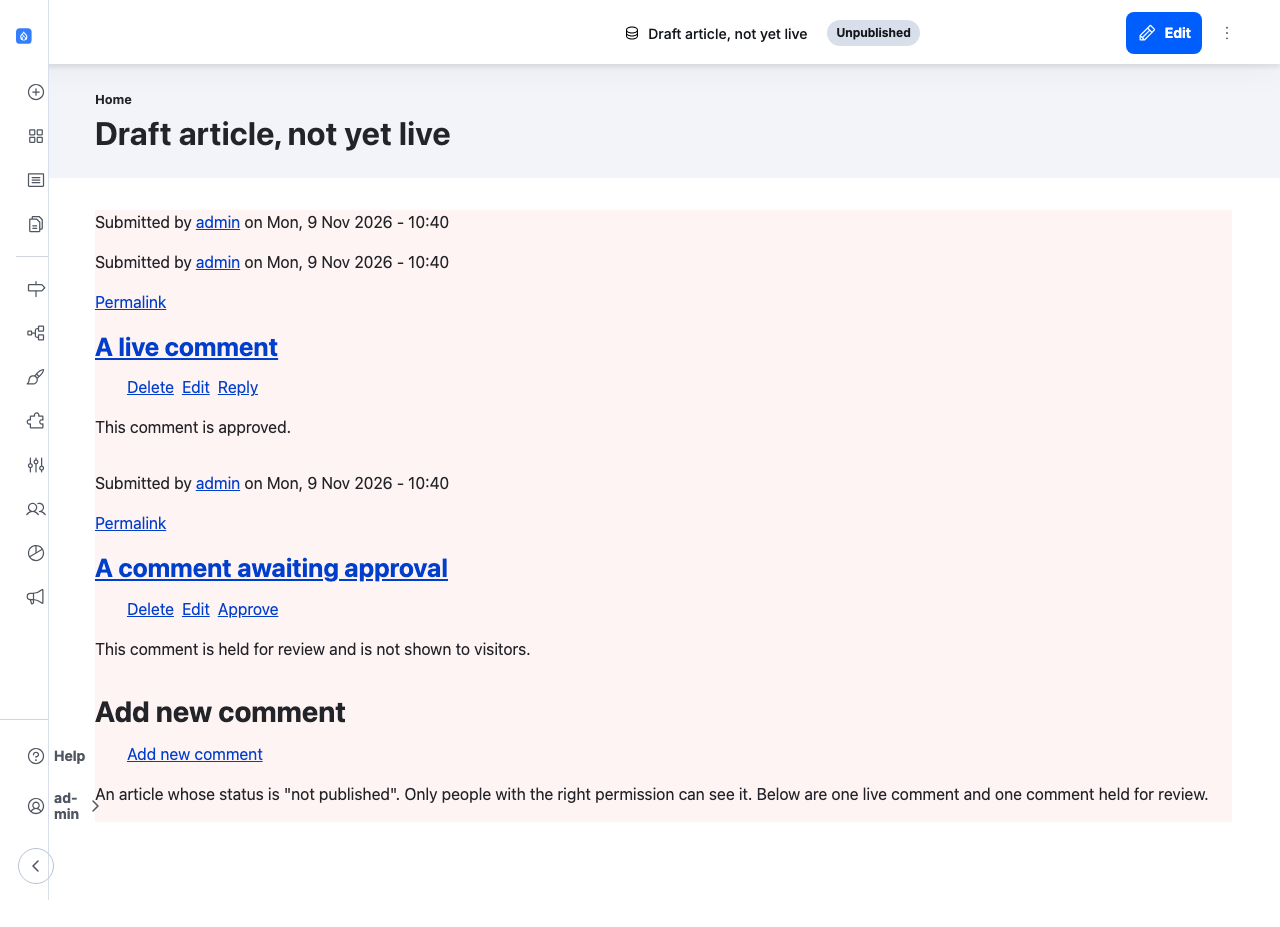 Draft article, not yet live
Unpublished
Edit
Home
Draft article, not yet live
Submitted by admin on Mon, 9 Nov 2026 - 10:40
Submitted by admin on Mon, 9 Nov 2026 - 10:40
Permalink
A live comment
Delete Edit Reply
This comment is approved.
Submitted by admin on Mon, 9 Nov 2026 - 10:40
Permalink
A comment awaiting approval
Delete Edit Approve
This comment is held for review and is not shown to visitors.
Add new comment
Add new comment
An article whose status is "not published". Only people with the right permission can see it. Below are one live comment and one comment held for review.
Help
ad-
min